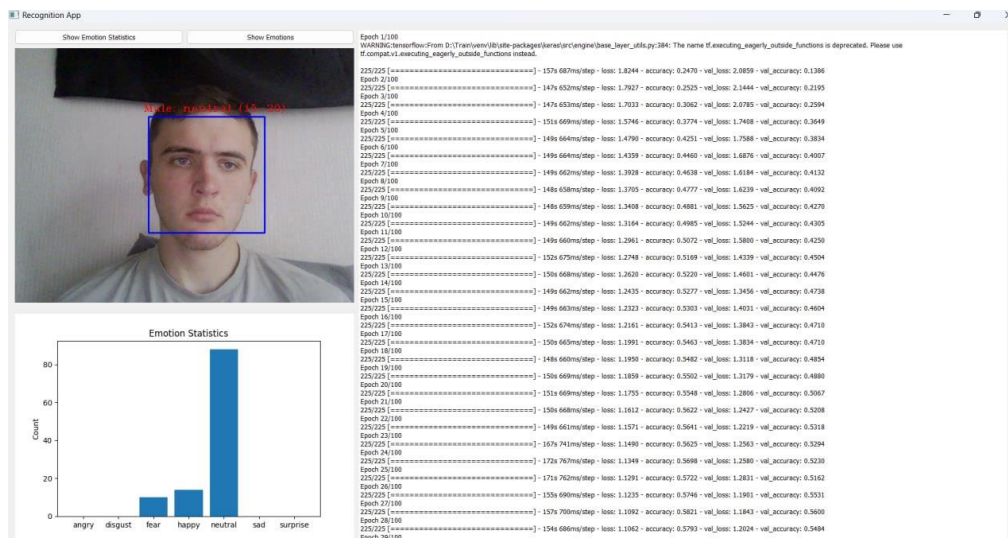 Recognition App
Show Emotion Statistics
Show Emotions
Male: neutral (15, 20)
Emotion Statistics
80
60
40
20
0
Count
angry disgust fear happy neutral sad surprise
Epoch 1/100
WARNING:tensorflow:From D:\Train\venv\lib\site-packages\keras\src\engine\base_layer_utils.py:384: The name tf.executing_eagerly_outside_functions is deprecated. Please use
tf.compat.v1.executing_eagerly_outside_functions instead.
225/225 [==============================] - 157s 687ms/step - loss: 1.8244 - accuracy: 0.2470 - val_loss: 2.0859 - val_accuracy: 0.1386
Epoch 2/100
225/225 [==============================] - 147s 652ms/step - loss: 1.7927 - accuracy: 0.2525 - val_loss: 2.1444 - val_accuracy: 0.2195
Epoch 3/100
225/225 [==============================] - 147s 653ms/step - loss: 1.7033 - accuracy: 0.3062 - val_loss: 2.0785 - val_accuracy: 0.2594
Epoch 4/100
225/225 [==============================] - 151s 669ms/step - loss: 1.5746 - accuracy: 0.3774 - val_loss: 1.7408 - val_accuracy: 0.3649
Epoch 5/100
225/225 [==============================] - 149s 664ms/step - loss: 1.4790 - accuracy: 0.4251 - val_loss: 1.7588 - val_accuracy: 0.3834
Epoch 6/100
225/225 [==============================] - 149s 664ms/step - loss: 1.4359 - accuracy: 0.4460 - val_loss: 1.6876 - val_accuracy: 0.4007
Epoch 7/100
225/225 [==============================] - 149s 662ms/step - loss: 1.3928 - accuracy: 0.4638 - val_loss: 1.6184 - val_accuracy: 0.4132
Epoch 8/100
225/225 [==============================] - 148s 658ms/step - loss: 1.3705 - accuracy: 0.4777 - val_loss: 1.6239 - val_accuracy: 0.4092
Epoch 9/100
225/225 [==============================] - 148s 659ms/step - loss: 1.3408 - accuracy: 0.4881 - val_loss: 1.5625 - val_accuracy: 0.4270
Epoch 10/100
225/225 [==============================] - 149s 662ms/step - loss: 1.3164 - accuracy: 0.4985 - val_loss: 1.5244 - val_accuracy: 0.4305
Epoch 11/100
225/225 [==============================] - 149s 660ms/step - loss: 1.2961 - accuracy: 0.5072 - val_loss: 1.5800 - val_accuracy: 0.4250
Epoch 12/100
225/225 [==============================] - 152s 675ms/step - loss: 1.2748 - accuracy: 0.5169 - val_loss: 1.4339 - val_accuracy: 0.4504
Epoch 13/100
225/225 [==============================] - 150s 668ms/step - loss: 1.2620 - accuracy: 0.5220 - val_loss: 1.4601 - val_accuracy: 0.4476
Epoch 14/100
225/225 [==============================] - 149s 662ms/step - loss: 1.2435 - accuracy: 0.5277 - val_loss: 1.3456 - val_accuracy: 0.4738
Epoch 15/100
225/225 [==============================] - 149s 663ms/step - loss: 1.2323 - accuracy: 0.5303 - val_loss: 1.4031 - val_accuracy: 0.4604
Epoch 16/100
225/225 [==============================] - 152s 674ms/step - loss: 1.2161 - accuracy: 0.5413 - val_loss: 1.3843 - val_accuracy: 0.4710
Epoch 17/100
225/225 [==============================] - 150s 665ms/step - loss: 1.1991 - accuracy: 0.5463 - val_loss: 1.3834 - val_accuracy: 0.4710
Epoch 18/100
225/225 [==============================] - 148s 660ms/step - loss: 1.1950 - accuracy: 0.5482 - val_loss: 1.3118 - val_accuracy: 0.4854
Epoch 19/100
225/225 [==============================] - 150s 669ms/step - loss: 1.1859 - accuracy: 0.5502 - val_loss: 1.3179 - val_accuracy: 0.4880
Epoch 20/100
225/225 [==============================] - 151s 669ms/step - loss: 1.1755 - accuracy: 0.5548 - val_loss: 1.2806 - val_accuracy: 0.5067
Epoch 21/100
225/225 [==============================] - 150s 668ms/step - loss: 1.1612 - accuracy: 0.5622 - val_loss: 1.2427 - val_accuracy: 0.5208
Epoch 22/100
225/225 [==============================] - 149s 661ms/step - loss: 1.1571 - accuracy: 0.5641 - val_loss: 1.2219 - val_accuracy: 0.5318
Epoch 23/100
225/225 [==============================] - 167s 741ms/step - loss: 1.1490 - accuracy: 0.5625 - val_loss: 1.2563 - val_accuracy: 0.5294
Epoch 24/100
225/225 [==============================] - 172s 767ms/step - loss: 1.1349 - accuracy: 0.5698 - val_loss: 1.2580 - val_accuracy: 0.5230
Epoch 25/100
225/225 [==============================] - 171s 762ms/step - loss: 1.1291 - accuracy: 0.5722 - val_loss: 1.2831 - val_accuracy: 0.5162
Epoch 26/100
225/225 [==============================] - 155s 690ms/step - loss: 1.1235 - accuracy: 0.5746 - val_loss: 1.1901 - val_accuracy: 0.5531
Epoch 27/100
225/225 [==============================] - 157s 700ms/step - loss: 1.1092 - accuracy: 0.5821 - val_loss: 1.1843 - val_accuracy: 0.5600
Epoch 28/100
225/225 [==============================] - 154s 686ms/step - loss: 1.1062 - accuracy: 0.5793 - val_loss: 1.2024 - val_accuracy: 0.5484
Epoch 29/100